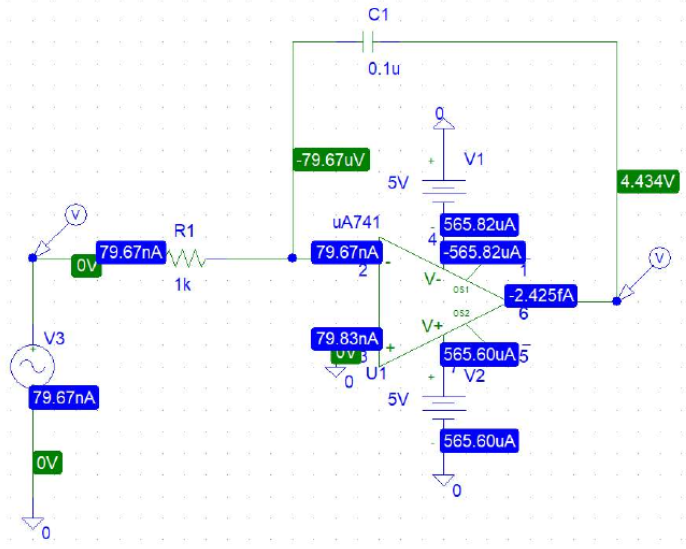 C1
0.1u
0
-79.67uV
+
V1
5V
4.434V
V
R1
uA741
-
565.82uA
4
-565.82uA
1
V
79.67nA
0V
1k
79.67nA
2
-
V-
OS1
-2.425fA
6
OS2
V+
V3
+
79.83nA
0V
3
+
U1
0
565.60uA
7
5
V2
+
5V
79.67nA
-
565.60uA
0V
0
0